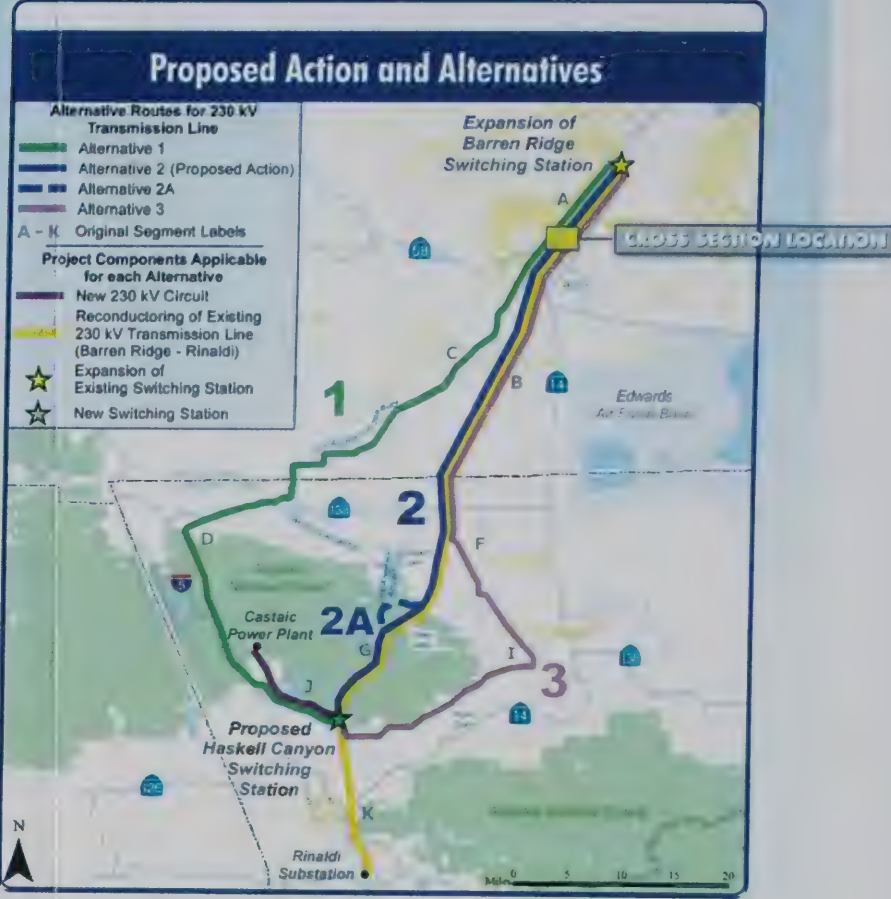 Proposed Action and Alternatives
Alternative Routes for 230 kV
Transmission Line
Alternative 1
Alternative 2 (Proposed Action)
Alternative 2A
Alternative 3
A - K Original Segment Labels
Project Components Applicable
for each Alternative
New 230 kV Circuit
Reconductoring of Existing
230 kV Transmission Line
(Barren Ridge - Rinaldi)
Expansion of
Existing Switching Station
New Switching Station
Expansion of
Barren Ridge
Switching Station
A
CROSS SECTION LOCATION
58
C
B
14
1
Edwards
Air Force Base
2
138
D
F
5
2A
Castaic
Power Plant
G
I
3
138
J
14
Proposed
Haskell Canyon
Switching
Station
126
K
N
Rinaldi
Substation
Miles
0
5
10
15
20